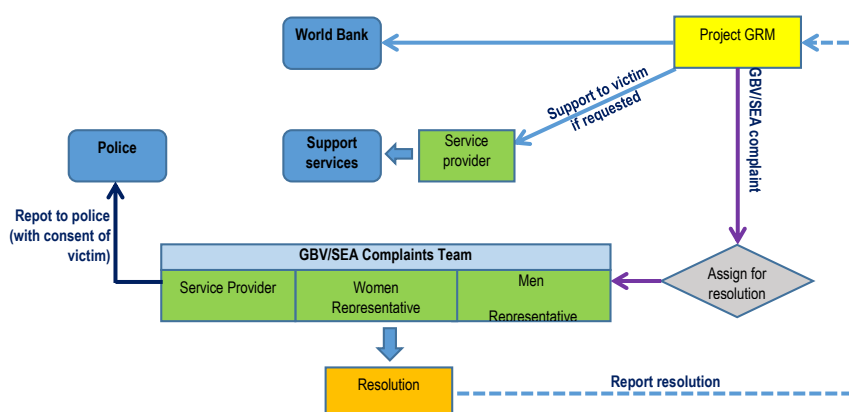 World Bank
Project GRM
Support to victim
if requested
GBV/SEA complaint
Police
Support
services
Service
provider
Repot to police
(with consent of
victim)
GBV/SEA Complaints Team
Service Provider
Women
Representative
Men
Representative
Assign for
resolution
Resolution
Report resolution